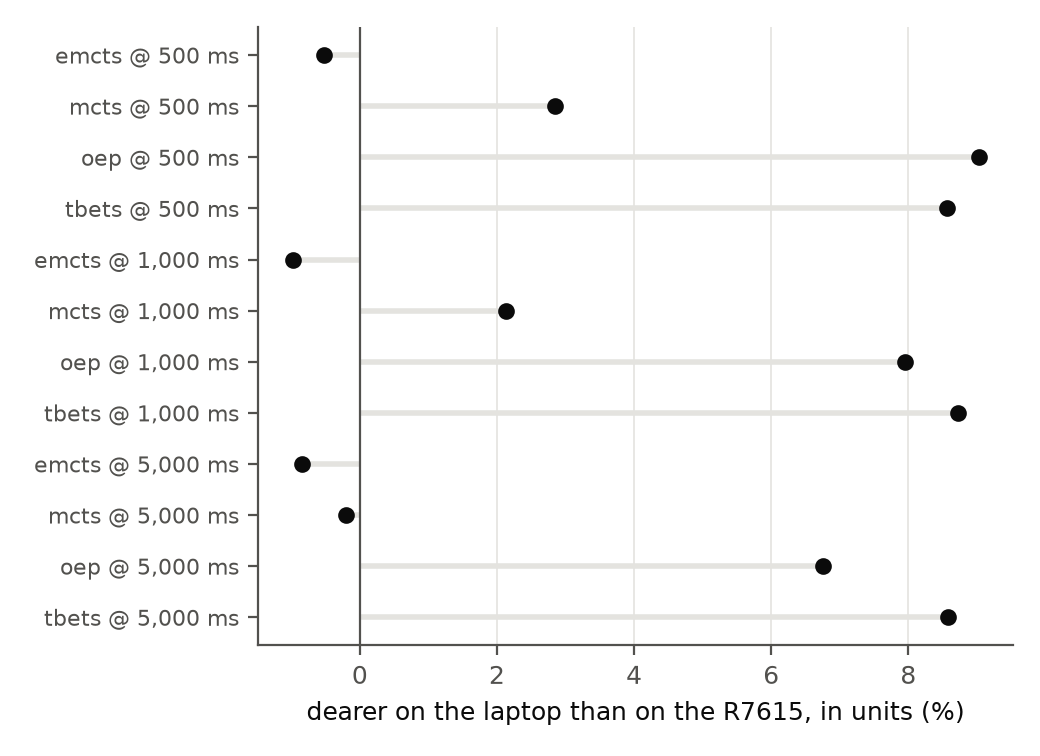 emcts @ 500 ms
mcts @ 500 ms
oep @ 500 ms
tbets @ 500 ms
emcts @ 1,000 ms
mcts @ 1,000 ms
oep @ 1,000 ms
tbets @ 1,000 ms
emcts @ 5,000 ms
mcts @ 5,000 ms
oep @ 5,000 ms
tbets @ 5,000 ms
0 2 4 6 8
dearer on the laptop than on the R7615, in units (%)